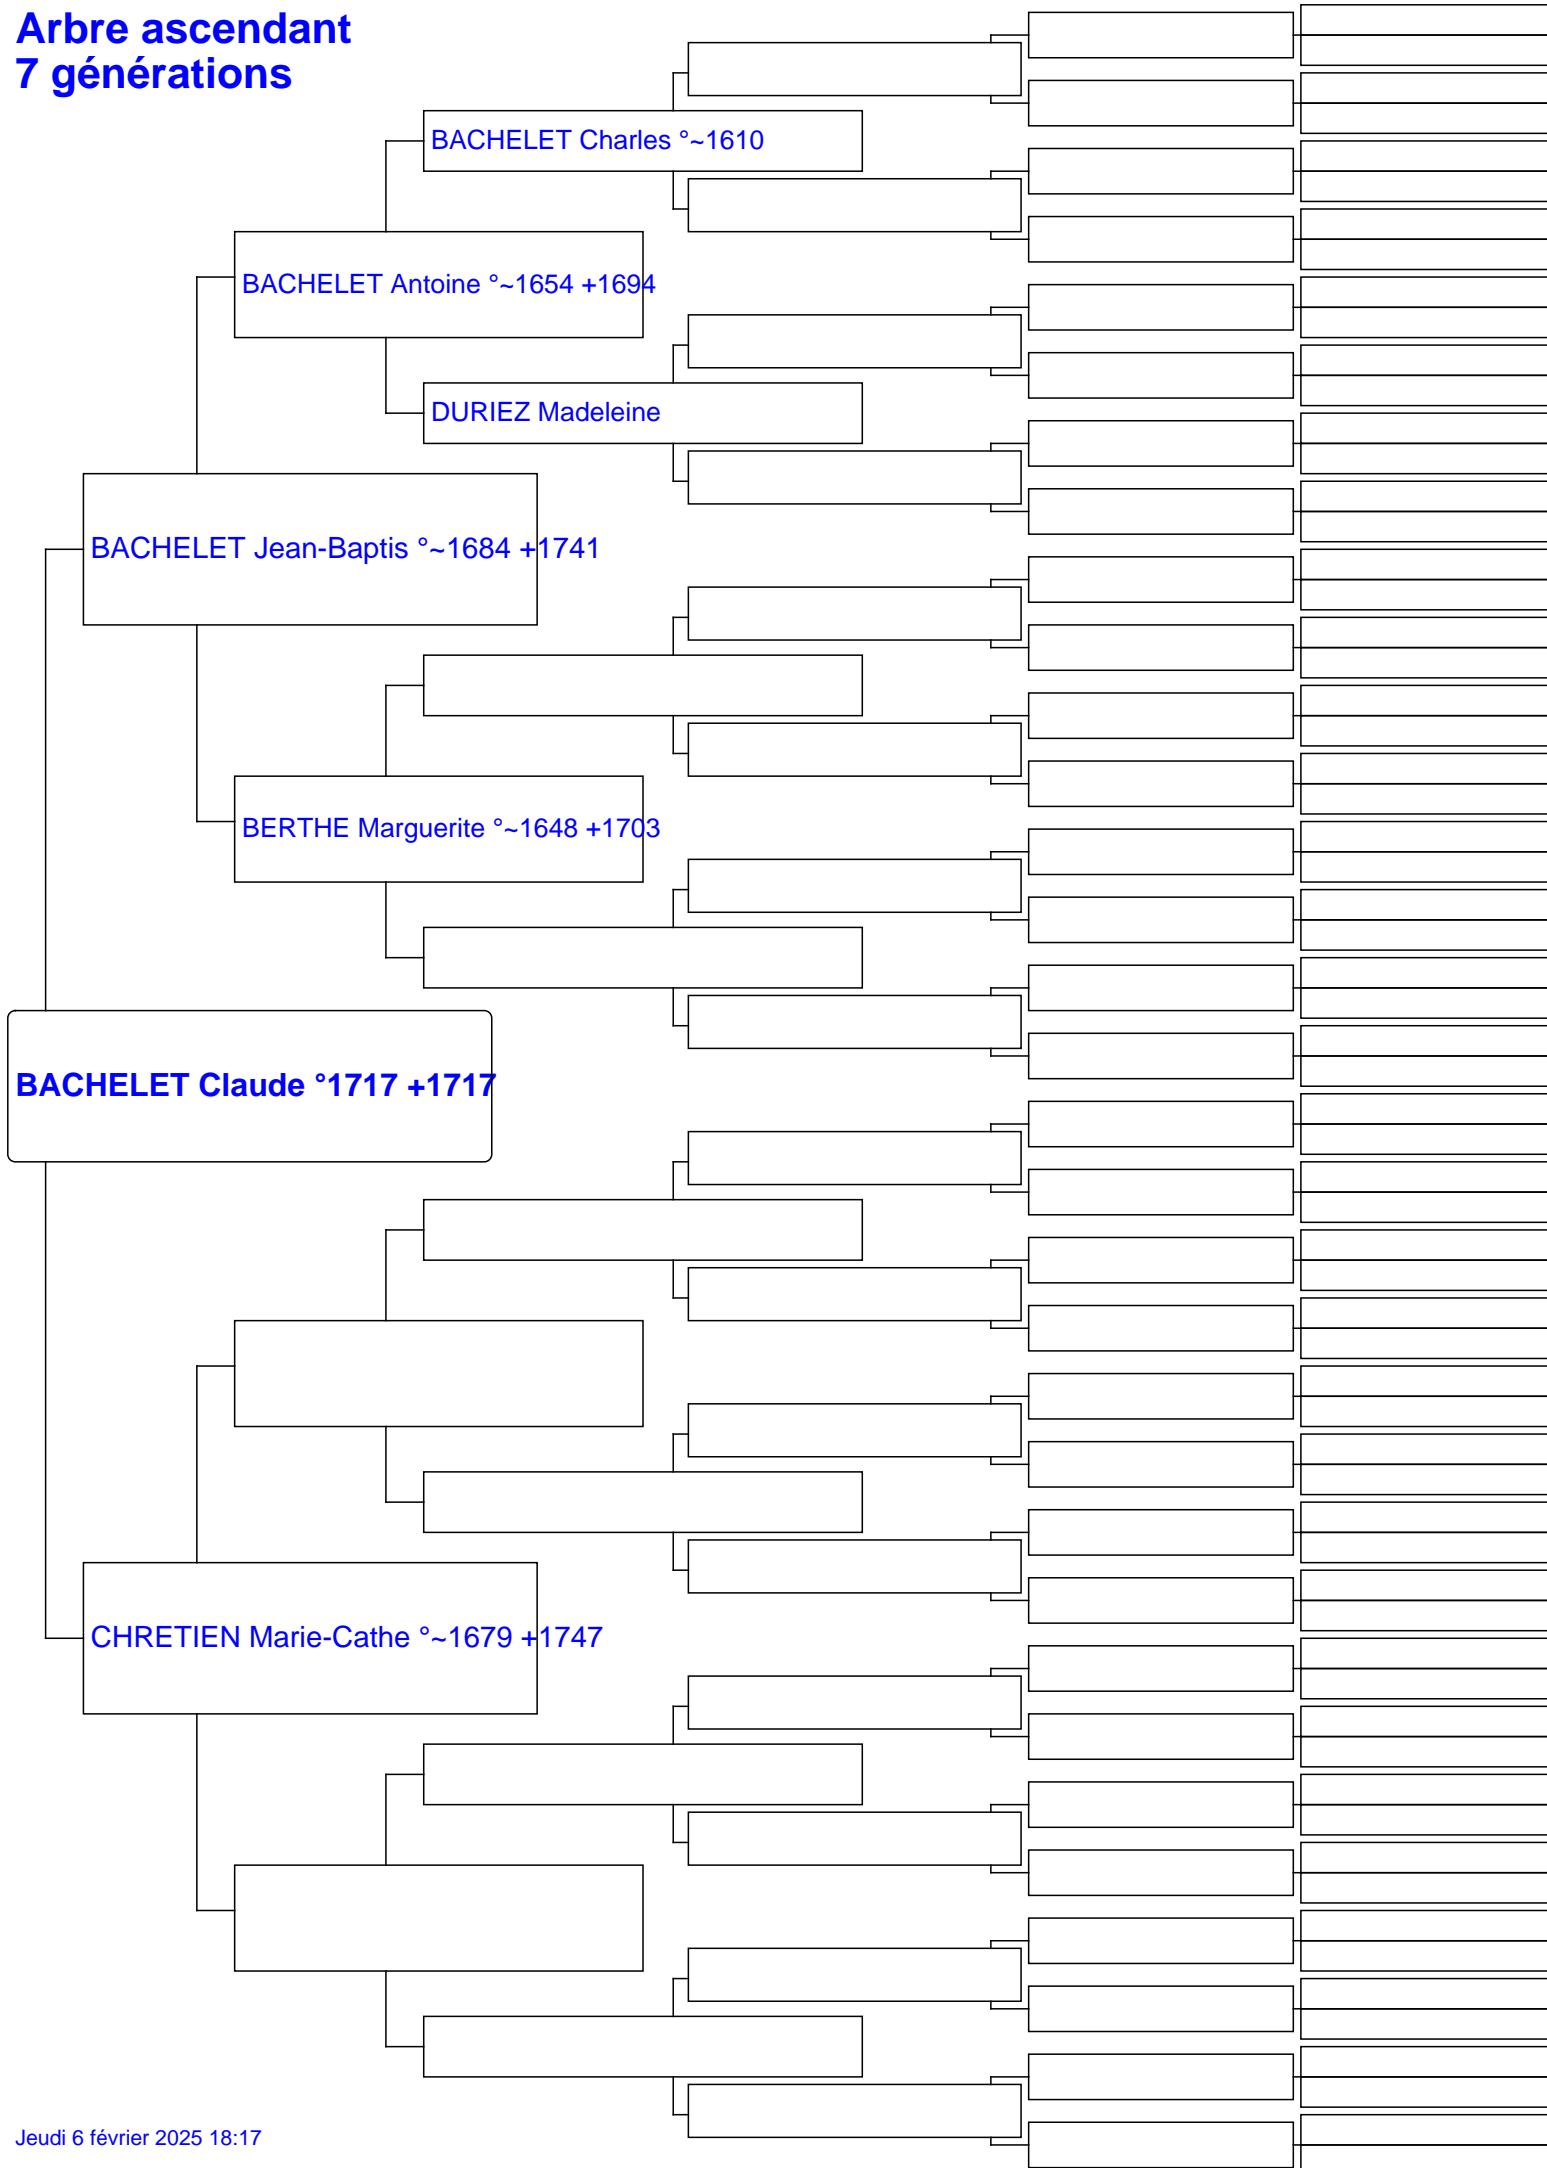 Arbre ascendant
7 générations
BACHELET Charles °~1610
BACHELET Antoine °~1654 +1694
DURIEZ Madeleine
BACHELET Jean-Baptis °~1684 +1741
BERTHE Marguerite °~1648 +1703
BACHELET Claude °1717 +1717
CHRETIEN Marie-Cathe °~1679 +1747
Jeudi 6 février 2025 18:17